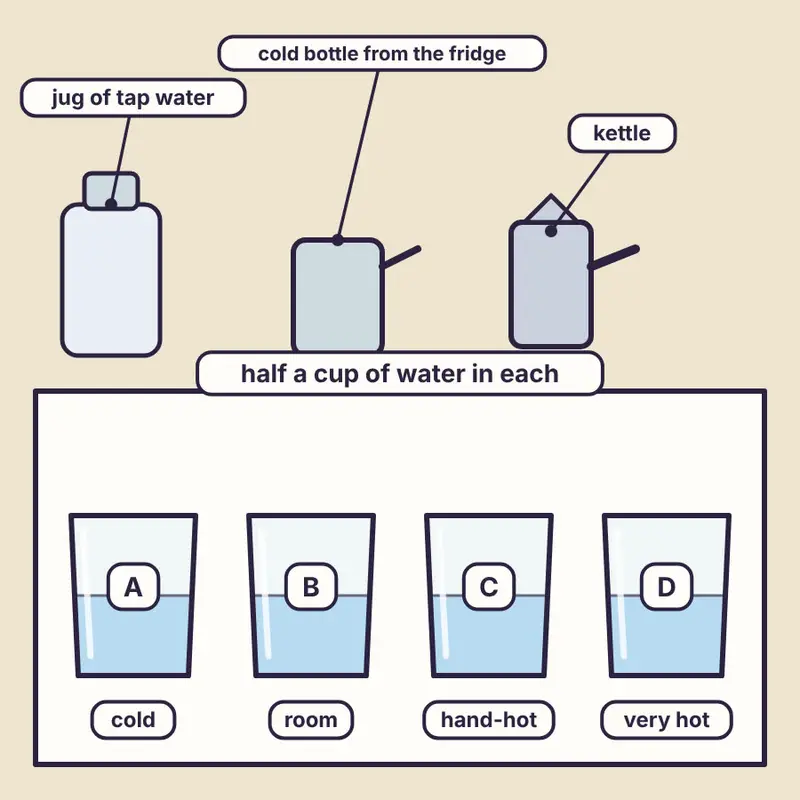 cold bottle from the fridge
jug of tap water
kettle
half a cup of water in each
A
B
C
D
cold
room
hand-hot
very hot